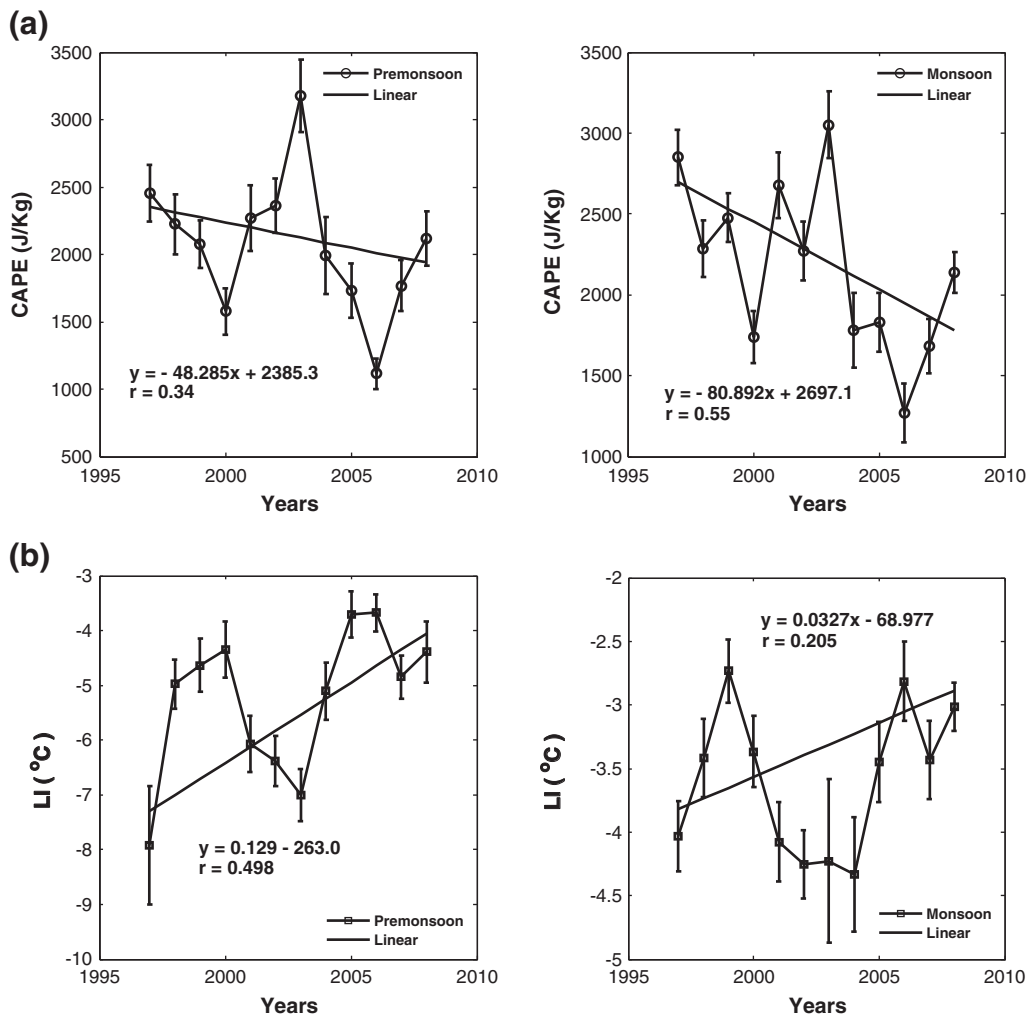 (a)
3500
3000
2500
2000
1500
1000
500
CAPE (J/Kg)
Premonsoon
Linear
y = - 48.285x + 2385.3
r = 0.34
1995
2000
2005
2010
Years
3500
3000
2500
2000
1500
1000
CAPE (J/Kg)
Monsoon
Linear
y = - 80.892x + 2697.1
r = 0.55
1995
2000
2005
2010
Years
(b)
-3
-4
-5
-6
-7
-8
-9
-10
LI ( ºC )
y = 0.129 - 263.0
r = 0.498
Premonsoon
Linear
1995
2000
2005
2010
Years
-2
-2.5
-3
-3.5
-4
-4.5
-5
LI ( ºC )
y = 0.0327x - 68.977
r = 0.205
Monsoon
Linear
1995
2000
2005
2010
Years